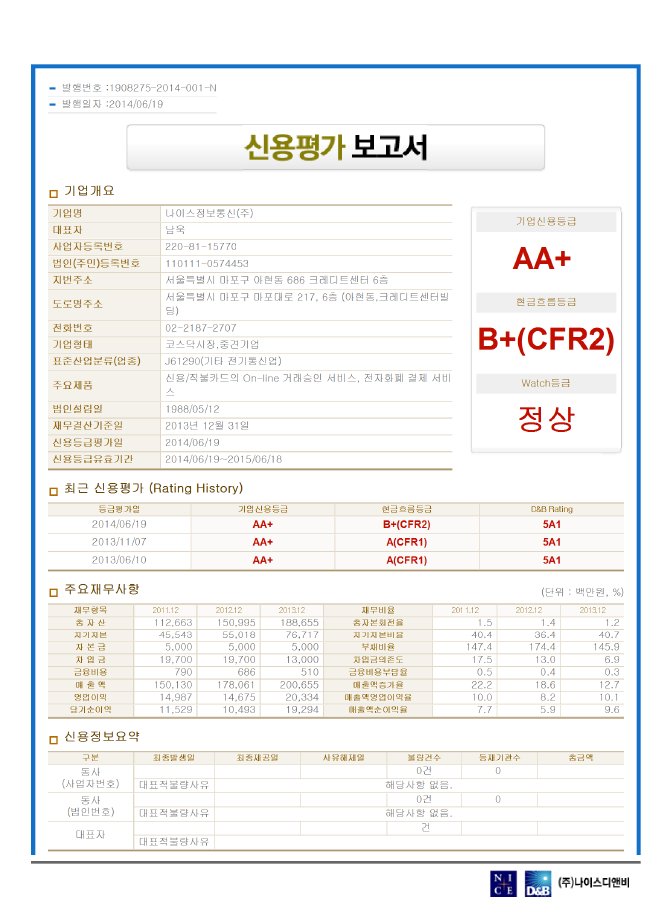 발행번호 :1908275-2014-001-N
발행일자 :2014/06/19
신용평가 보고서
기업개요
기업명 나이스정보통신(주)
대표자 남욱
사업자등록번호 220-81-15770
법인(주민)등록번호 110111-0574453
지번주소 서울특별시 마포구 아현동 686 크레디트센터 6층
도로명주소 서울특별시 마포구 마포대로 217, 6층 (아현동,크레디트센터빌
딩)
전화번호 02-2187-2707
기업형태 코스닥시장,중견기업
표준산업분류(업종) J61290(기타 전기통신업)
주요제품 신용/직불카드의 On-line 거래승인 서비스, 전자화폐 결제 서비
스
법인설립일 1988/05/12
재무결산기준일 2013년 12월 31일
신용등급평가일 2014/06/19
신용등급유효기간 2014/06/19~2015/06/18
기업신용등급
AA+
현금흐름등급
B+(CFR2)
Watch등급
정상
최근 신용평가 (Rating History)
등급평가일 기업신용등급 현금흐름등급 D&B Rating
2014/06/19 AA+ B+(CFR2) 5A1
2013/11/07 AA+ A(CFR1) 5A1
2013/06/10 AA+ A(CFR1) 5A1
주요재무사항
(단위 : 백만원, %)
재무항목 2011.12 2012.12 2013.12 재무비율 2011.12 2012.12 2013.12
총 자 산 112,663 150,995 188,655 총자본회전율 1.5 1.4 1.2
자기자본 45,543 55,018 76,717 자기자본비율 40.4 36.4 40.7
자 본 금 5,000 5,000 5,000 부채비율 147.4 174.4 145.9
차 입 금 19,700 19,700 13,000 차입금의존도 17.5 13.0 6.9
금융비용 790 686 510 금융비용부담율 0.5 0.4 0.3
매 출 액 150,130 178,061 200,655 매출액증가율 22.2 18.6 12.7
영업이익 14,987 14,675 20,334 매출액영업이익율 10.0 8.2 10.1
당기순이익 11,529 10,493 19,294 매출액순이익율 7.7 5.9 9.6
신용정보요약
구분 최종발생일 최종제공일 사유해제일 불량건수 등재기관수 총금액
동사 0건 0
(사업자번호) 대표적불량사유 해당사항 없음.
동사 0건 0
(법인번호) 대표적불량사유 해당사항 없음.
대표자 건
대표적불량사유
NICE D&B (주)나이스디앤비